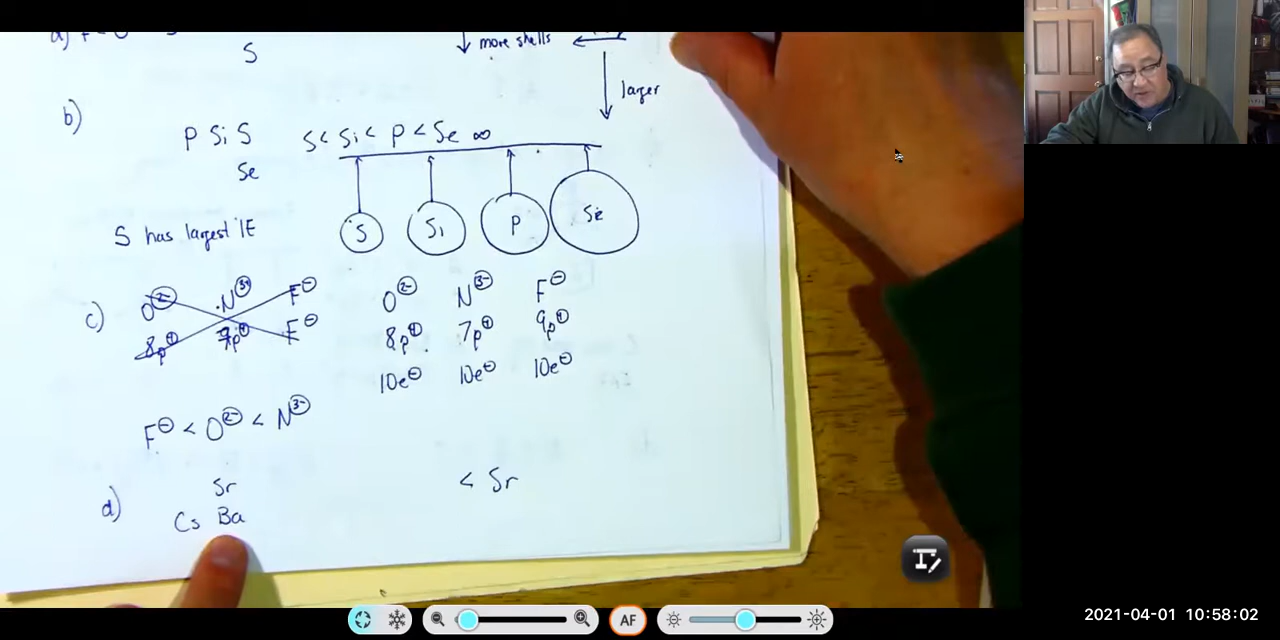 S
↓ more shells ←
larger
b)
P Si S   S < Si < P < Se ∞
Se
S   Si   P   Se
S has largest IE
c)
O²⁻   N³⁻   F⁻   O²⁻   N³⁻   F⁻
8p⁺   7p⁺   F⁻   8p⁺   7p⁺   9p⁺
10e⁻   10e⁻   10e⁻
F⁻ < O²⁻ < N³⁻
Sr   < Sr
d)
Cs Ba
AF
2021-04-01 10:58:02